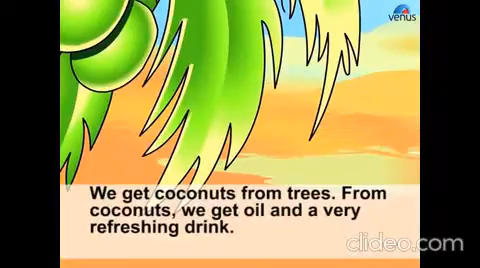 venus
We get coconuts from trees. From
coconuts, we get oil and a very
refreshing drink.
clideo.com